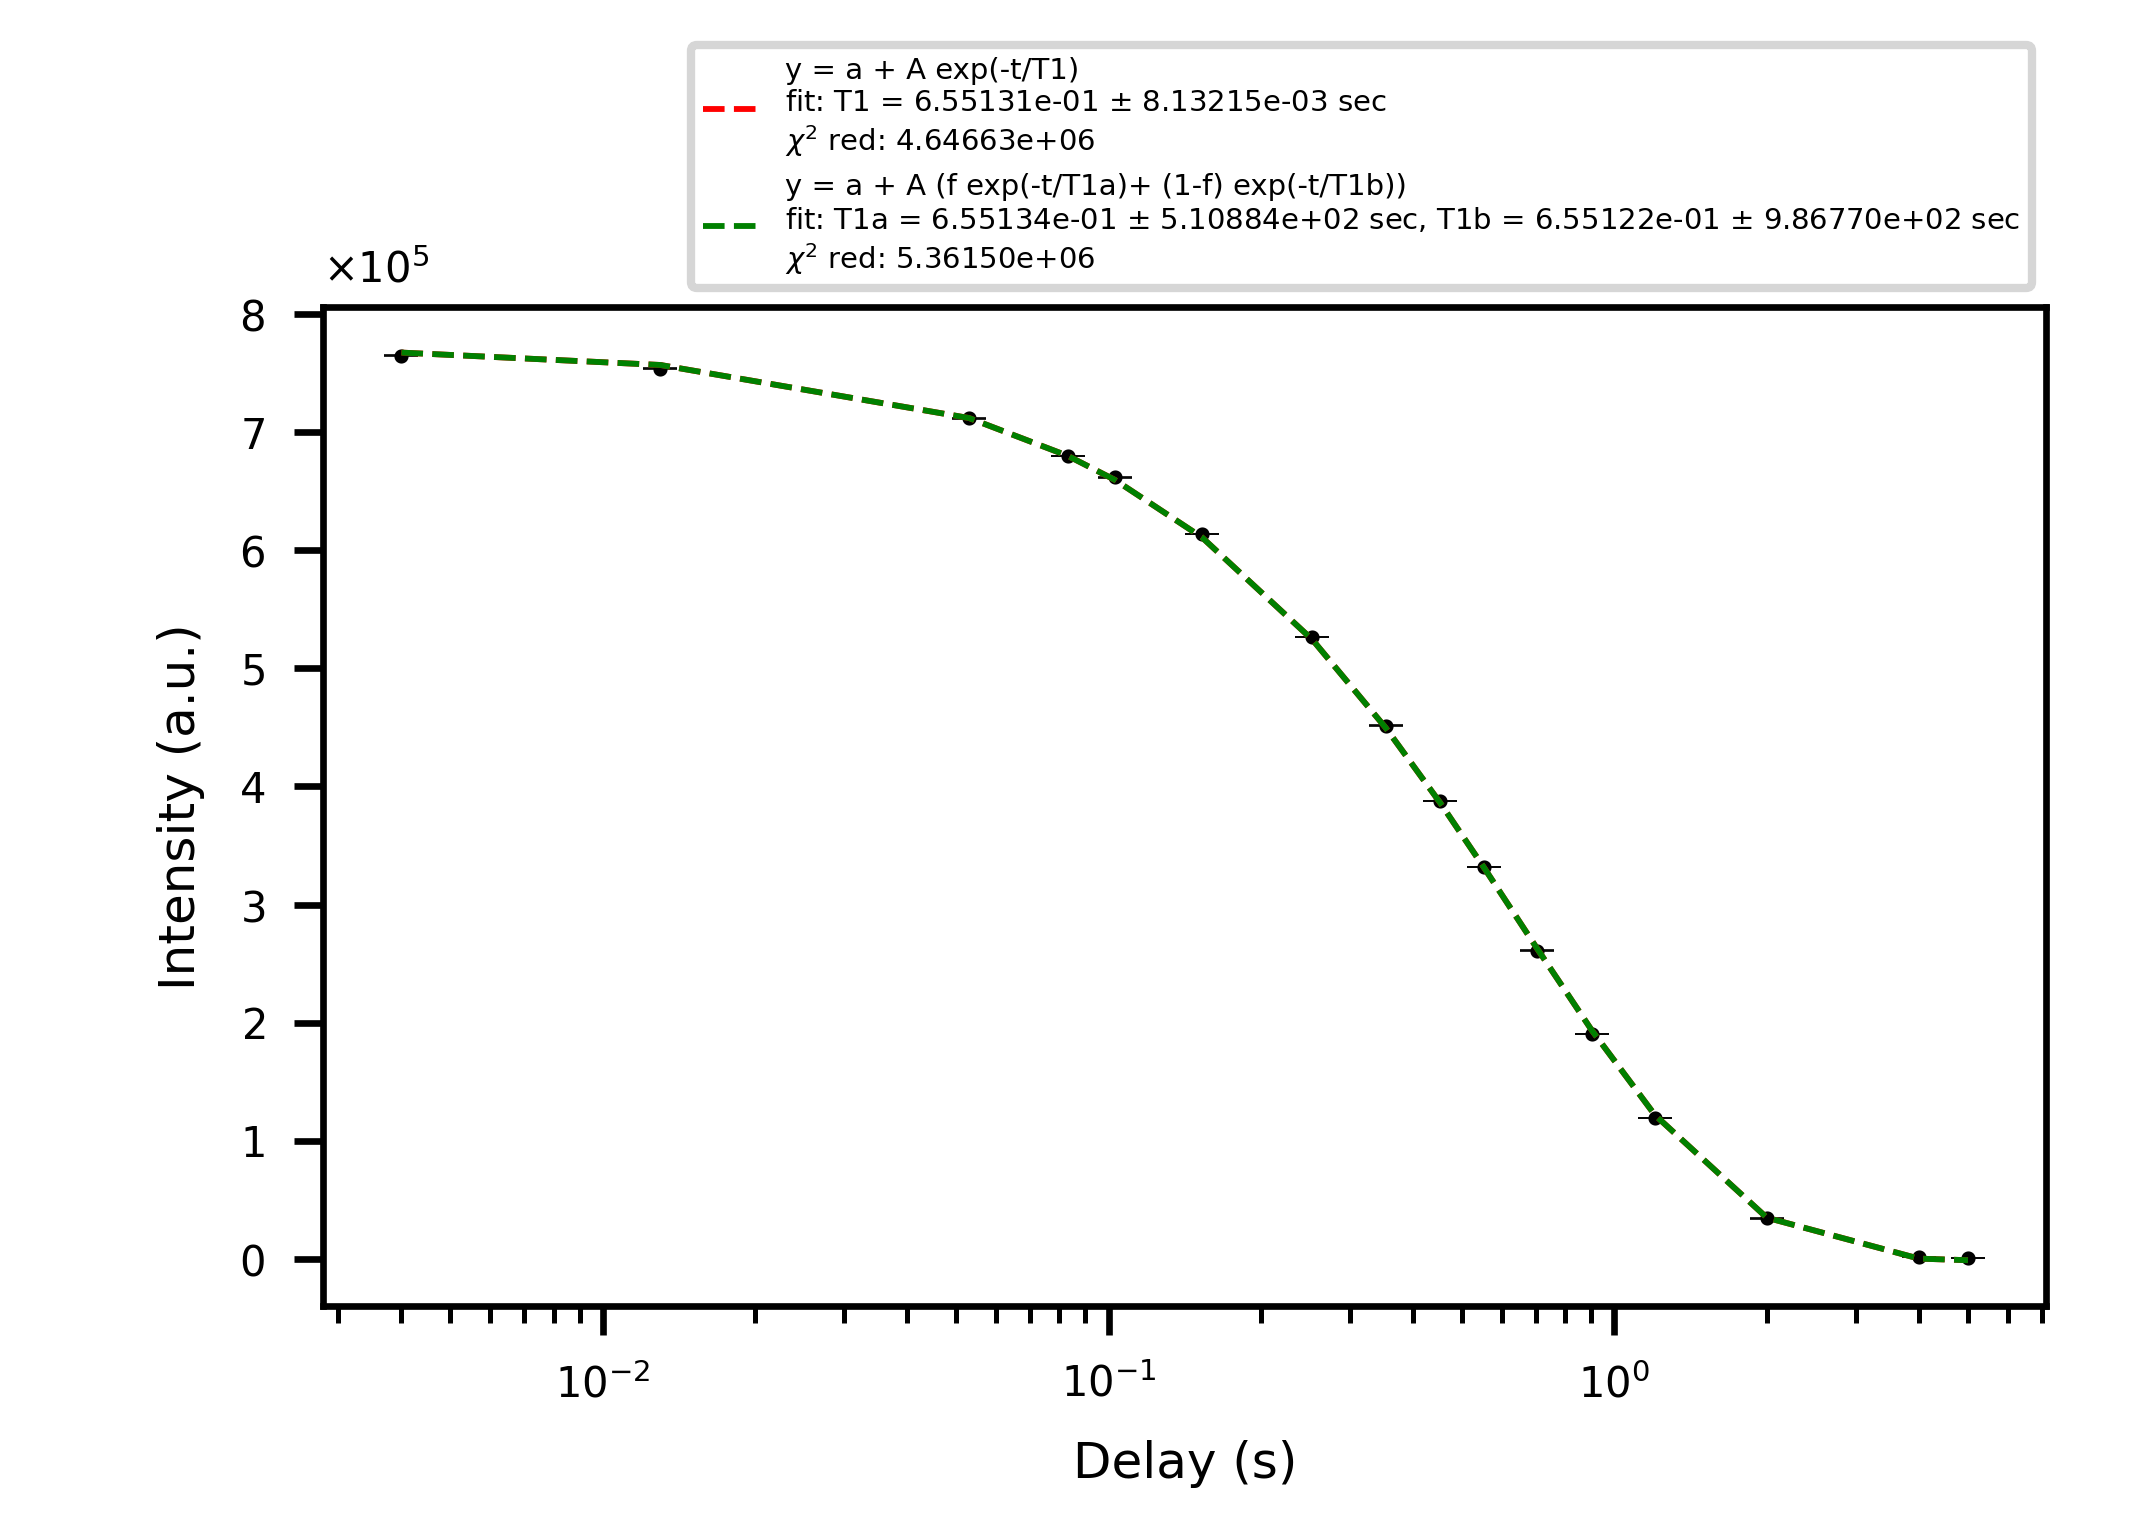 y = a + A exp(-t/T1)
fit: T1 = 6.55131e-01 ± 8.13215e-03 sec
χ² red: 4.64663e+06
y = a + A (f exp(-t/T1a)+ (1-f) exp(-t/T1b))
fit: T1a = 6.55134e-01 ± 5.10884e+02 sec, T1b = 6.55122e-01 ± 9.86770e+02 sec
χ² red: 5.36150e+06
×10⁵
8
7
6
5
4
3
2
1
0
Intensity (a.u.)
10⁻² 10⁻¹ 10⁰
Delay (s)